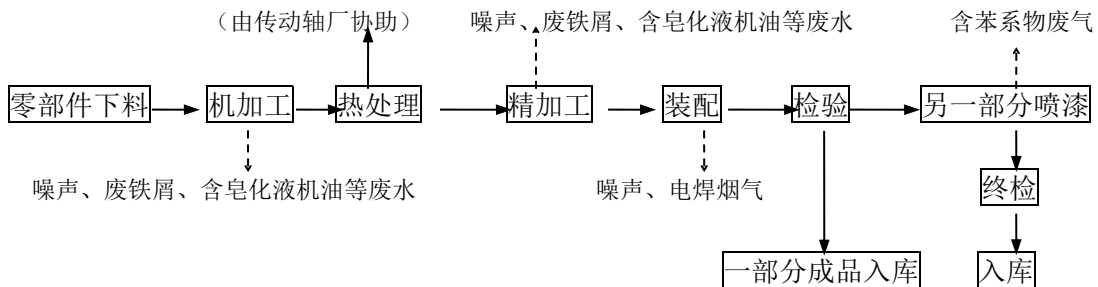 （由传动轴厂协助） 噪声、废铁屑、含皂化液机油等废水 含苯系物废气
零部件下料 机加工 热处理 精加工 装配 检验 另一部分喷漆
噪声、废铁屑、含皂化液机油等废水 噪声、电焊烟气 终检
一部分成品入库 入库